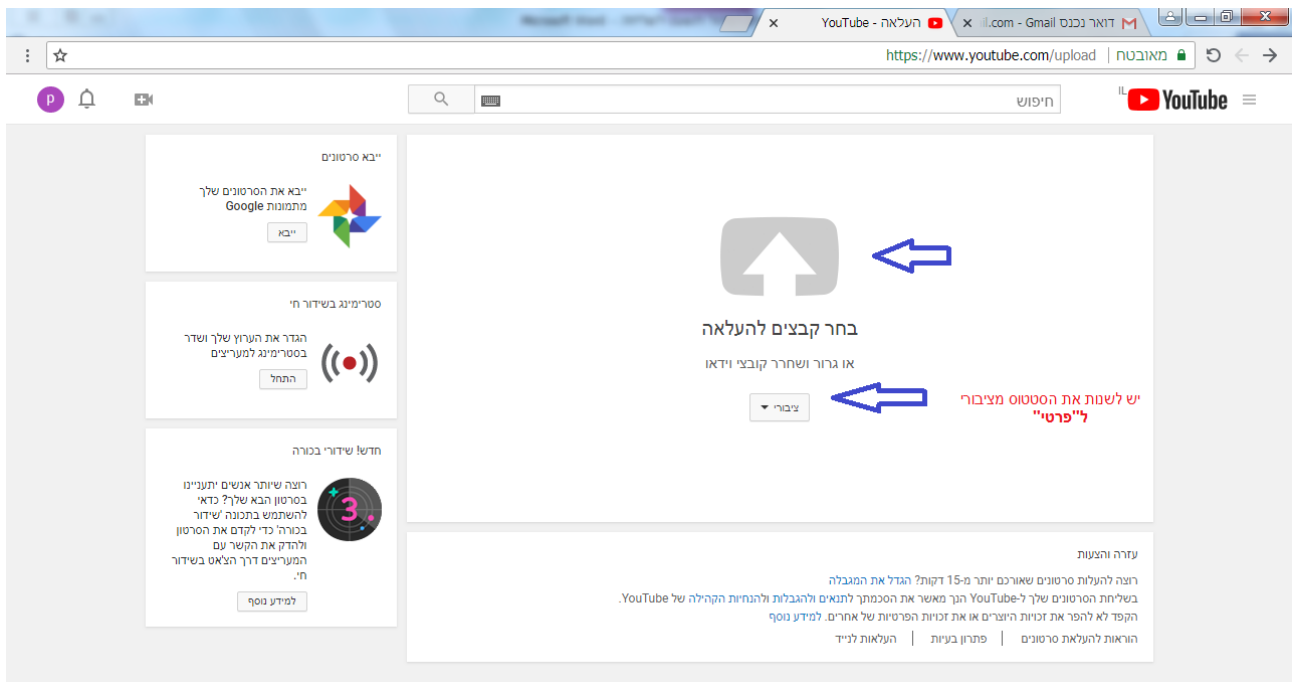 דואר נכנס com - Gmail.
העלאה - YouTube
https://www.youtube.com/upload | מאובטח
YouTube IL
חיפוש
p
בחר קבצים להעלאה
או גרור ושחרר קובצי וידאו
ציבורי
יש לשנות את הסטטוס מציבורי
ל"פרטי"
ייבא סרטונים
ייבא את הסרטונים שלך
מתמונות Google
ייבא
סטרימינג בשידור חי
הגדר את הערוץ שלך ושדר
בסטרימינג למעריצים
התחל
חדש! שידורי בכורה
רוצה שיותר אנשים יתעניינו
בסרטון הבא שלך? כדאי
להשתמש בתכונה 'שידור
בכורה' כדי לקדם את הסרטון
ולהדק את הקשר עם
המעריצים דרך הצ'אט בשידור
חי.
3
למידע נוסף
עזרה והצעות
רוצה להעלות סרטונים שאורכם יותר מ-15 דקות? הגדל את המגבלה
בשליחת הסרטונים שלך ל-YouTube הנך מאשר את הסכמתך לתנאים ולהגבלות ולהנחיות הקהילה של YouTube.
הקפד לא להפר את זכויות היוצרים או את זכויות הפרטיות של אחרים. למידע נוסף
הוראות להעלאת סרטונים | פתרון בעיות | העלאות לנייד